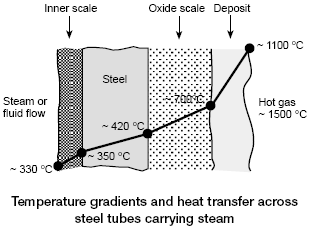 Inner scale
Oxide scale
Deposit
~ 1100 °C
Steel
Steam or
fluid flow
~ 700°C
Hot gas
~ 1500 °C
~ 420 °C
~ 350 °C
~ 330 °C
Temperature gradients and heat transfer across
steel tubes carrying steam